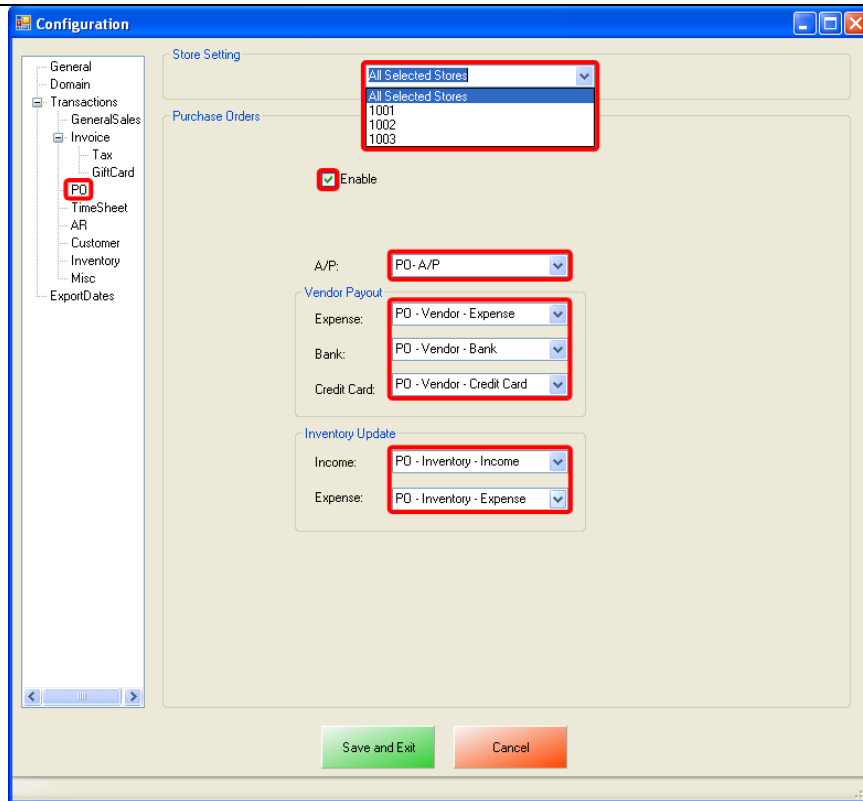 Configuration
General
Domain
Transactions
GeneralSales
Invoice
Tax
GiftCard
PO
TimeSheet
AR
Customer
Inventory
Misc
ExportDates
Store Setting
All Selected Stores
All Selected Stores
1001
1002
1003
Purchase Orders
Enable
A/P: PO- A/P
Vendor Payout
Expense: PO - Vendor - Expense
Bank: PO - Vendor - Bank
Credit Card: PO - Vendor - Credit Card
Inventory Update
Income: PO - Inventory - Income
Expense: PO - Inventory - Expense
Save and Exit Cancel